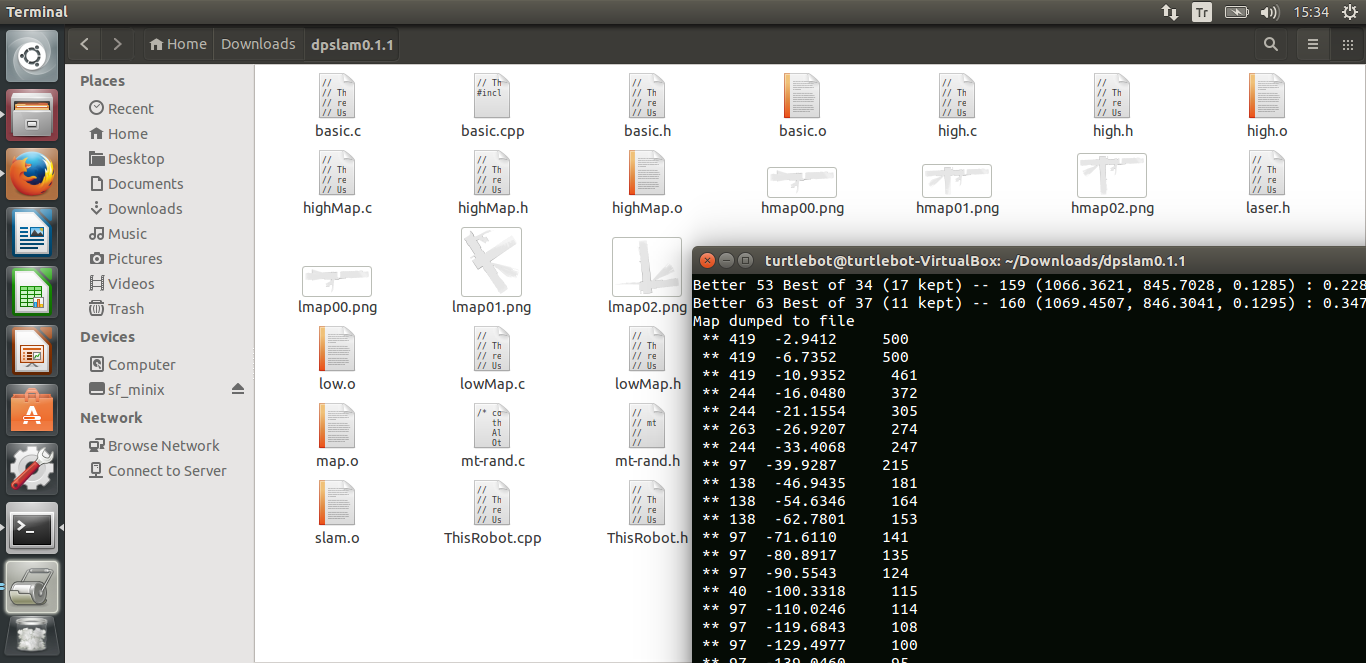 Terminal
Tr
15:34
Home
Downloads
dpslam0.1.1
Places
Recent
Home
Desktop
Documents
Downloads
Music
Pictures
Videos
Trash
Devices
Computer
sf_minix
Network
Browse Network
Connect to Server
basic.c
basic.cpp
basic.h
basic.o
high.c
high.h
high.o
highMap.c
highMap.h
highMap.o
hmap00.png
hmap01.png
hmap02.png
laser.h
lmap00.png
lmap01.png
lmap02.png
low.o
lowMap.c
lowMap.h
map.o
mt-rand.c
mt-rand.h
slam.o
ThisRobot.cpp
ThisRobot.h
turtlebot@turtlebot-VirtualBox: ~/Downloads/dpslam0.1.1
Better 53 Best of 34 (17 kept) -- 159 (1066.3621, 845.7028, 0.1285) : 0.228
Better 63 Best of 37 (11 kept) -- 160 (1069.4507, 846.3041, 0.1295) : 0.347
Map dumped to file
** 419 -2.9412 500
** 419 -6.7352 500
** 419 -10.9352 461
** 244 -16.0480 372
** 244 -21.1554 305
** 263 -26.9207 274
** 244 -33.4068 247
** 97 -39.9287 215
** 138 -46.9435 181
** 138 -54.6346 164
** 138 -62.7801 153
** 97 -71.6110 141
** 97 -80.8917 135
** 97 -90.5543 124
** 40 -100.3318 115
** 97 -110.0246 114
** 97 -119.6843 108
** 97 -129.4977 100
** 97 -139.0460 95